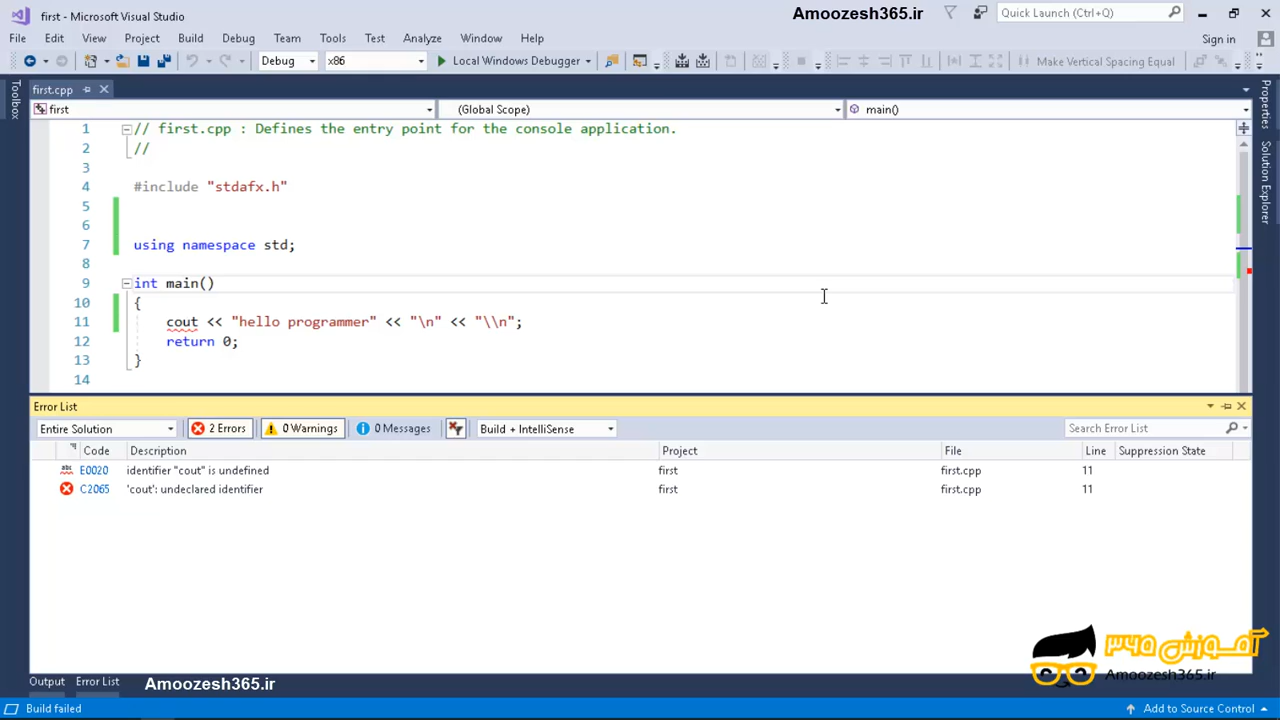 first - Microsoft Visual Studio
Amoozesh365.ir
Quick Launch (Ctrl+Q)
File Edit View Project Build Debug Team Tools Test Analyze Window Help
Sign in
Debug x86 Local Windows Debugger Make Vertical Spacing Equal
Toolbox
Properties
Solution Explorer
first.cpp
first (Global Scope) main()
1 // first.cpp : Defines the entry point for the console application.
2 //
3
4 #include "stdafx.h"
5
6
7 using namespace std;
8
9 int main()
10 {
11 cout << "hello programmer" << "\n" << "\\n";
12 return 0;
13 }
14
Error List
Entire Solution 2 Errors 0 Warnings 0 Messages Build + IntelliSense Search Error List
Code Description Project File Line Suppression State
abc E0020 identifier "cout" is undefined first first.cpp 11
C2065 'cout': undeclared identifier first first.cpp 11
آموزش ۳۶۵
Amoozesh365.ir
Output Error List
Amoozesh365.ir
Build failed Add to Source Control